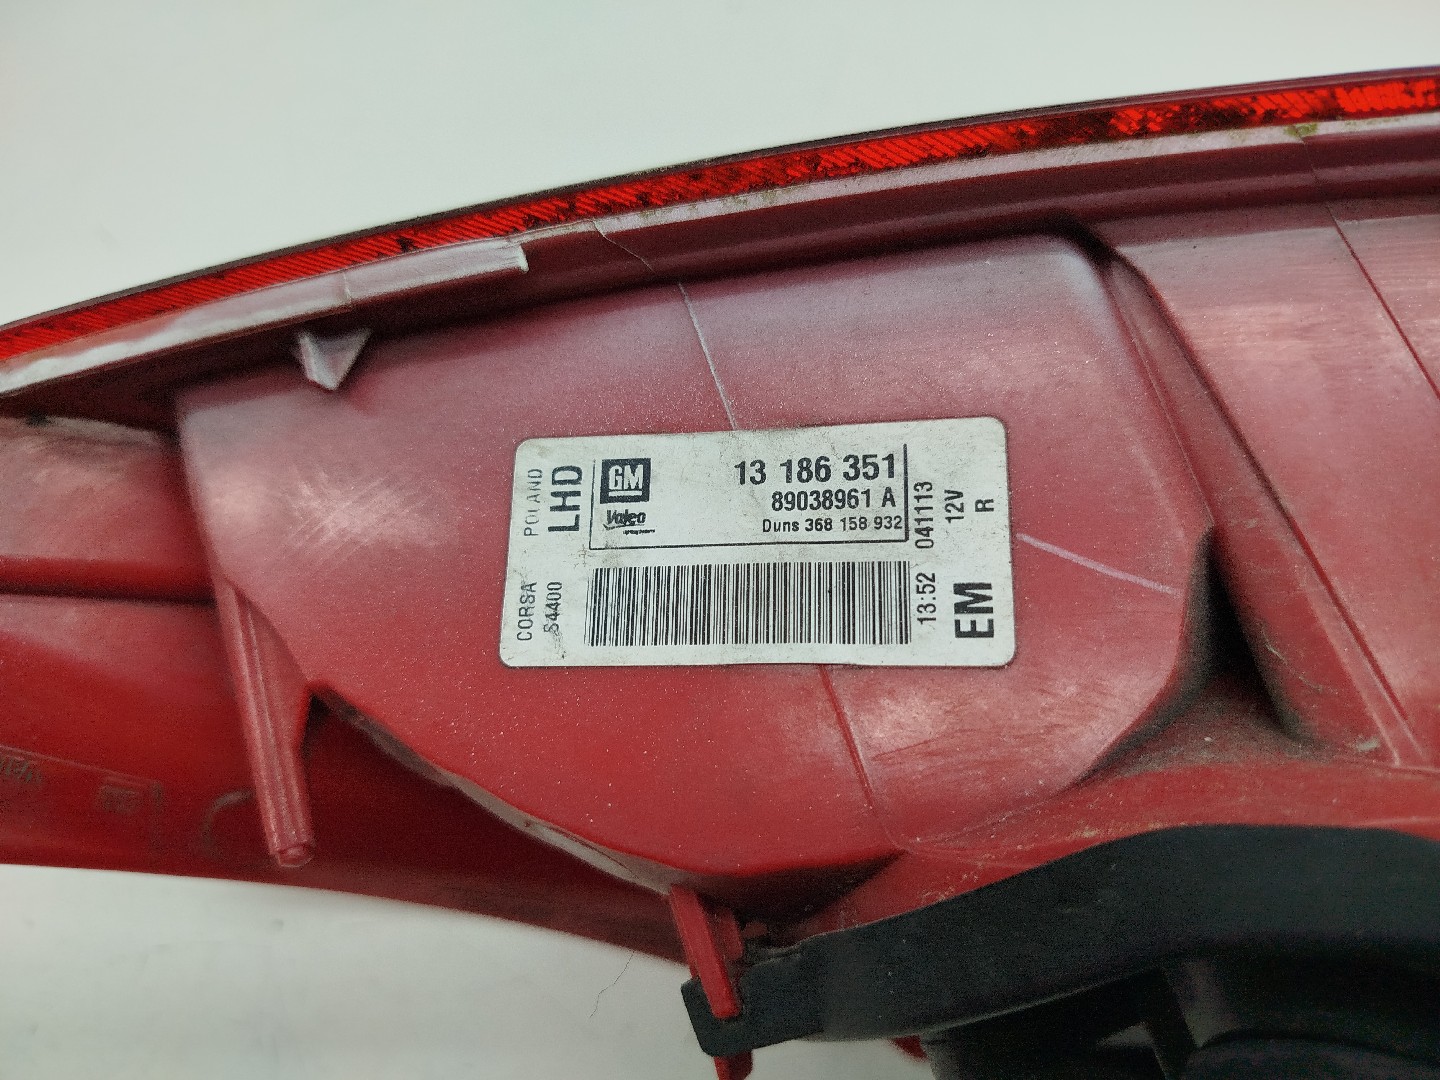 POLAND
LHD
GM
Valeo
13 186 351
89038961 A
Duns 368 158 932
CORSA
S4400
13:52 041113
12V
EM R